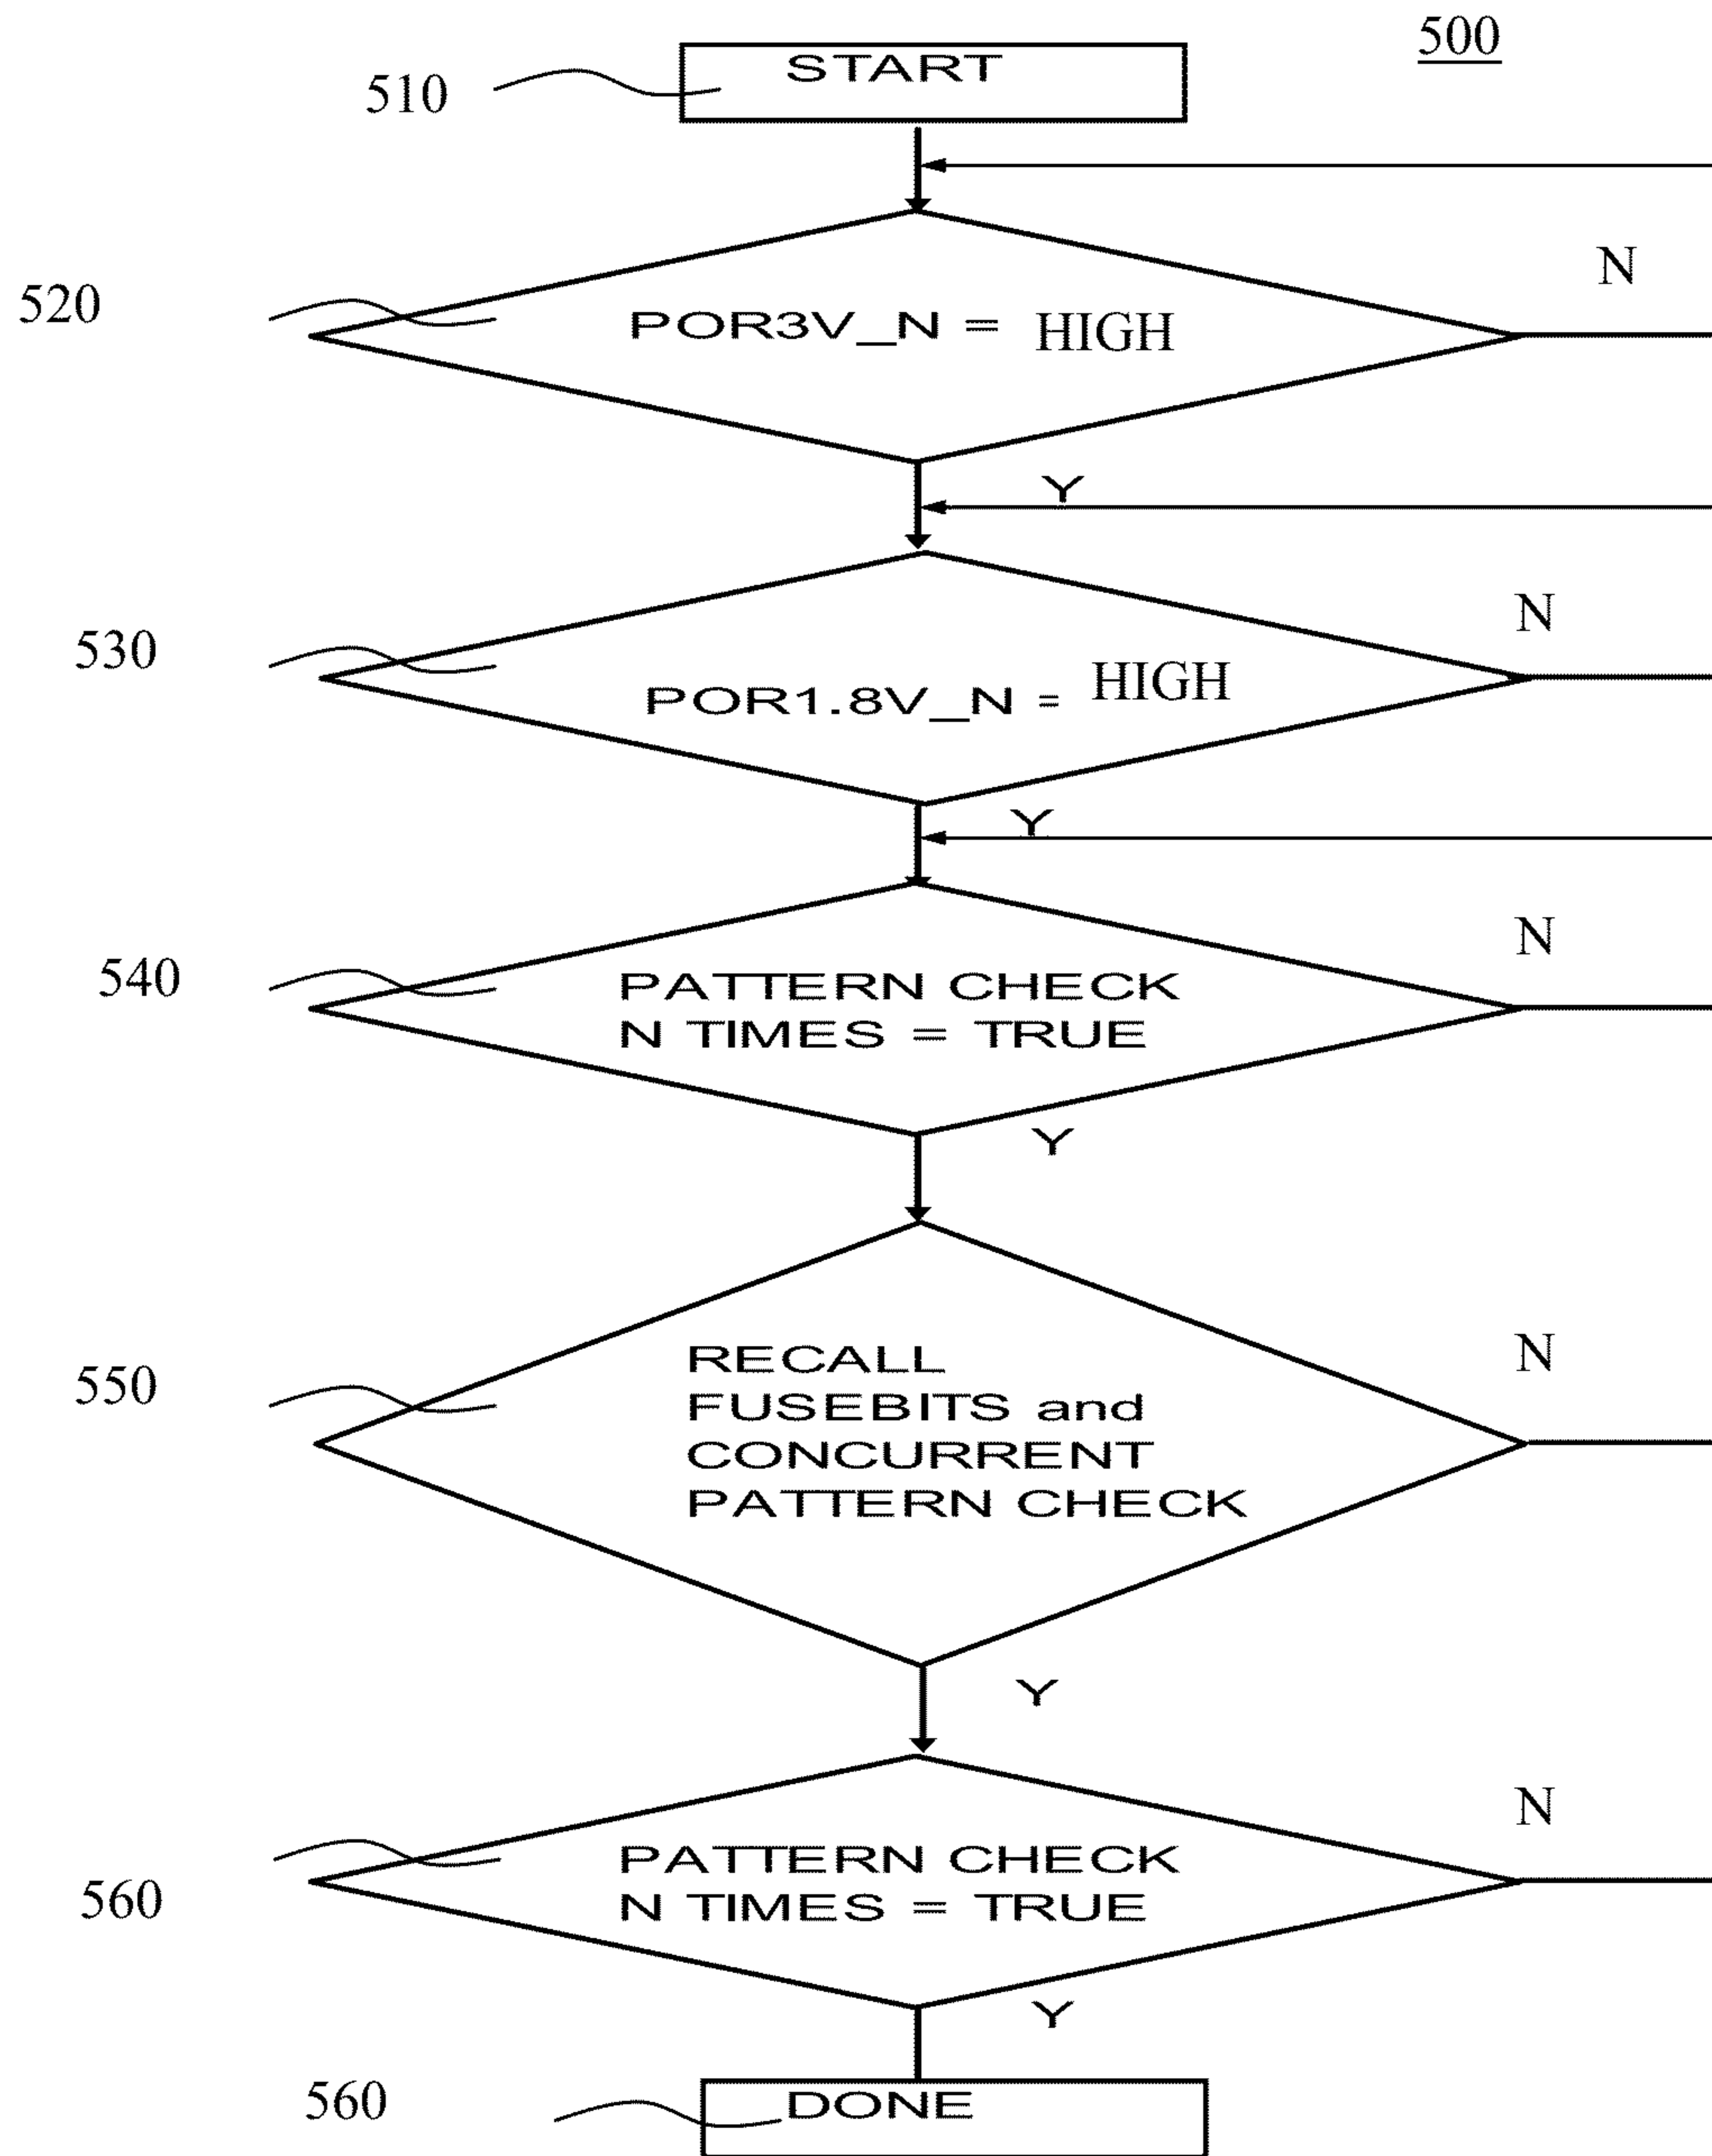 500
510
START
520
POR3V_N = HIGH
N
Y
530
POR1.8V_N = HIGH
N
Y
540
PATTERN CHECK
N TIMES = TRUE
N
Y
550
RECALL
FUSEBITS and
CONCURRENT
PATTERN CHECK
N
Y
560
PATTERN CHECK
N TIMES = TRUE
N
Y
560
DONE